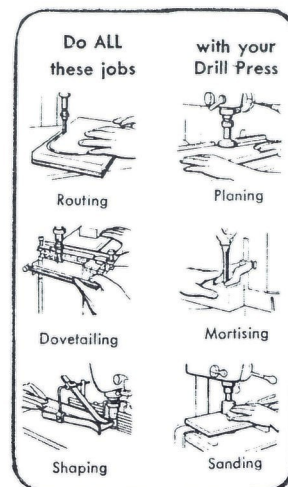 Do ALL
these jobs
with your
Drill Press
Routing
Planing
Dovetailing
Mortising
Shaping
Sanding